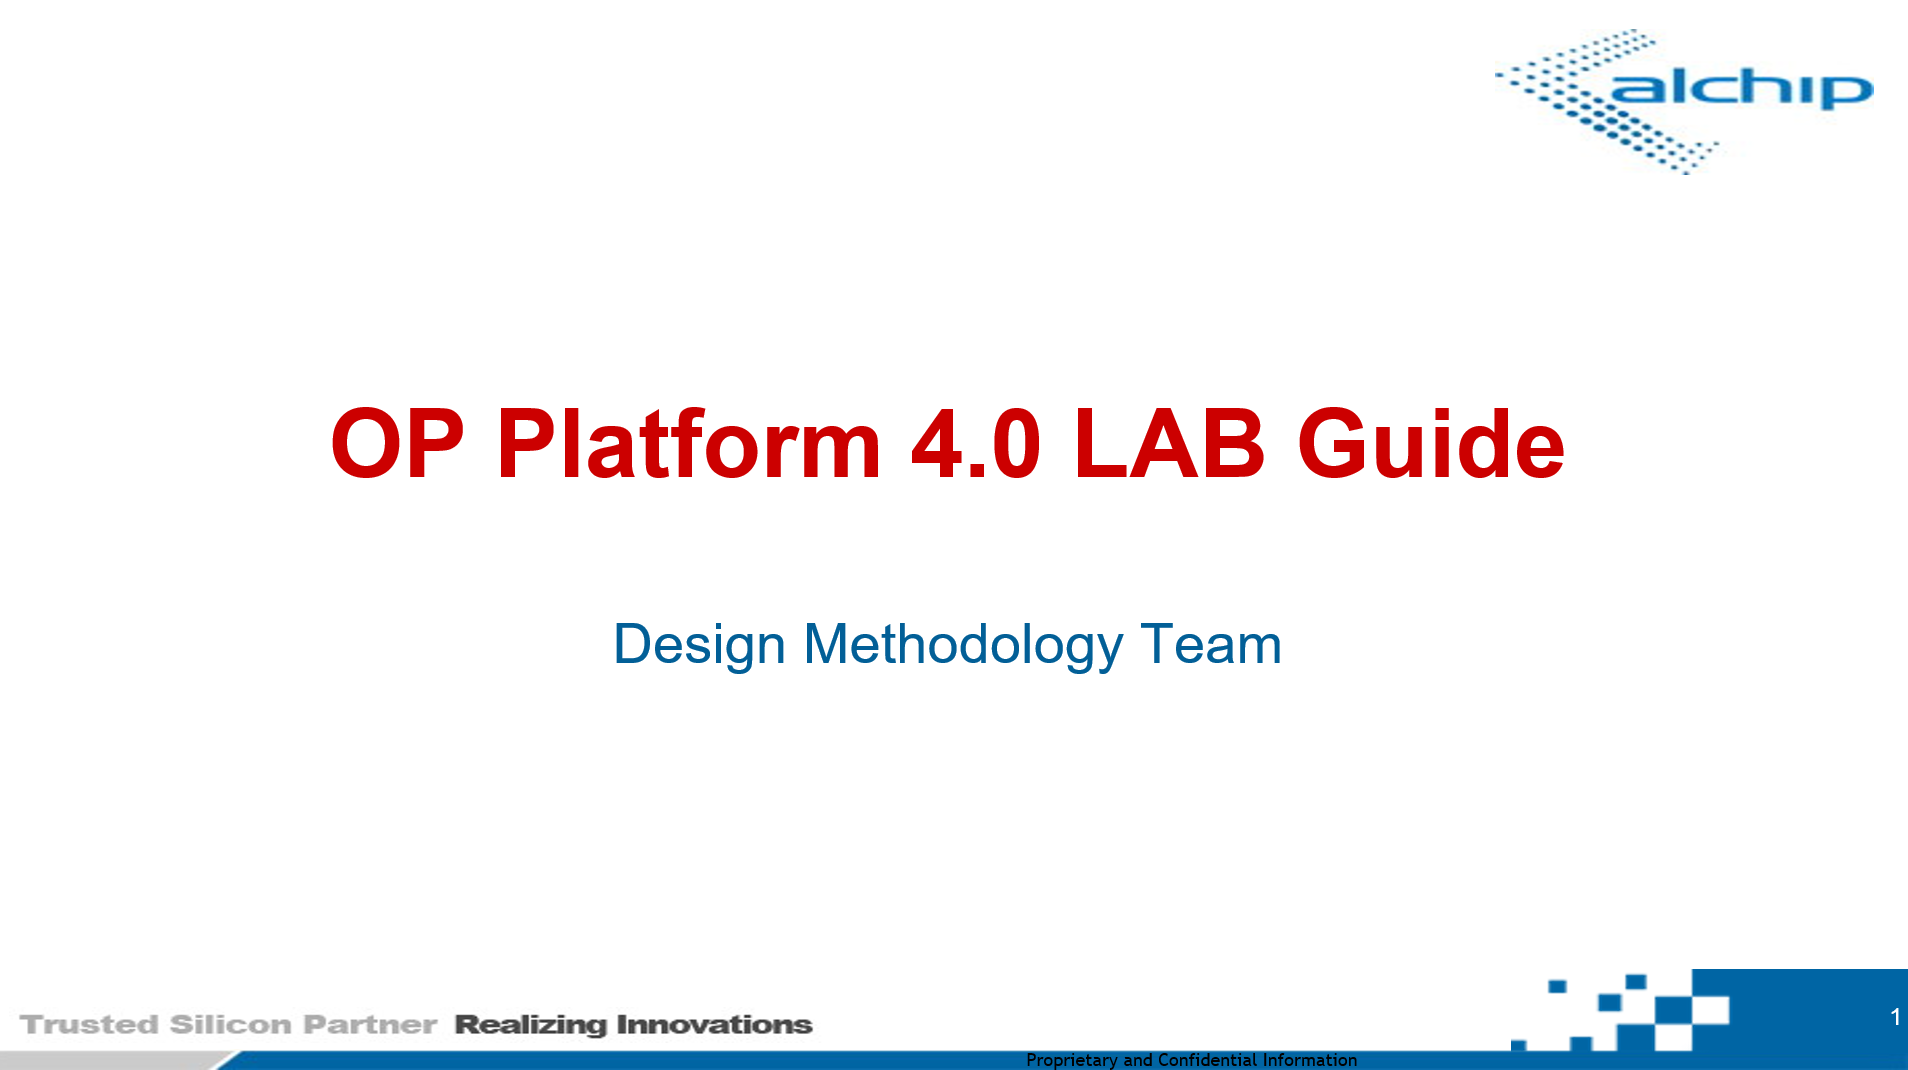 alchip
OP Platform 4.0 LAB Guide
Design Methodology Team
Trusted Silicon Partner Realizing Innovations
1
Proprietary and Confidential Information